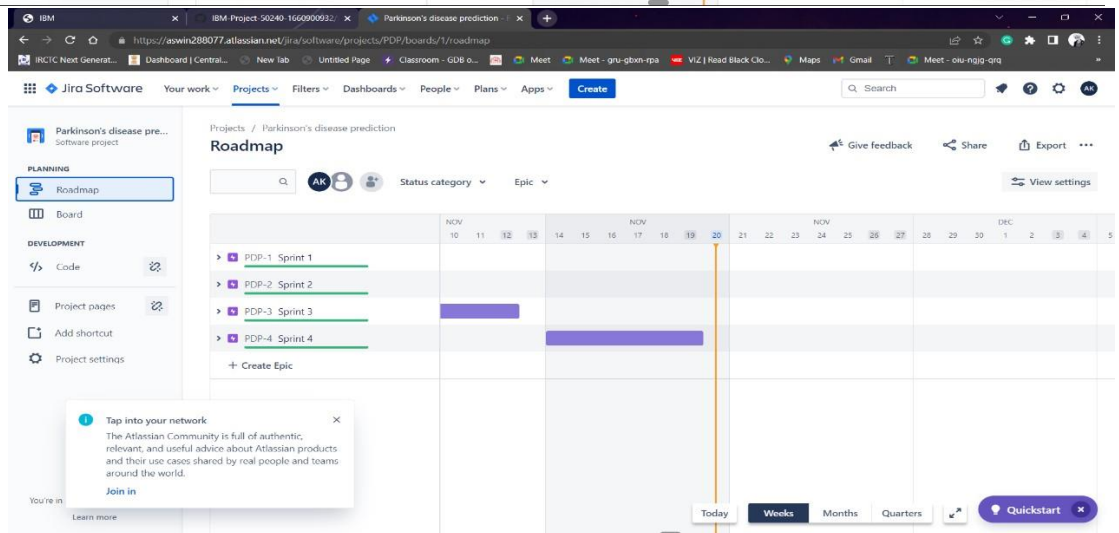 IBM
IBM-Project-50240-1660900932/
Parkinson's disease prediction -
https://aswin288077.atlassian.net/jira/software/projects/PDP/boards/1/roadmap
IRCTC Next Generat...
Dashboard | Central...
New Tab
Untitled Page
Classroom - GDB o...
Meet
Meet - gru-gbxn-rpa
ViZ | Read Black Clo...
Maps
Gmail
Meet - oiu-ngjg-qrq
»
Jira Software
Your work
Projects
Filters
Dashboards
People
Plans
Apps
Create
Search
AK
Parkinson's disease pre...
Software project
PLANNING
Roadmap
Board
DEVELOPMENT
Code
Project pages
Add shortcut
Project settings
Projects / Parkinson's disease prediction
Roadmap
Give feedback
Share
Export
AK
Status category
Epic
View settings
NOV NOV NOV DEC
10 11 12 13 14 15 16 17 18 19 20 21 22 23 24 25 26 27 28 29 30 1 2 3 4 5
PDP-1 Sprint 1
PDP-2 Sprint 2
PDP-3 Sprint 3
PDP-4 Sprint 4
+ Create Epic
Tap into your network
The Atlassian Community is full of authentic,
relevant, and useful advice about Atlassian products
and their use cases shared by real people and teams
around the world.
Join in
You're in
Learn more
Today
Weeks
Months
Quarters
Quickstart